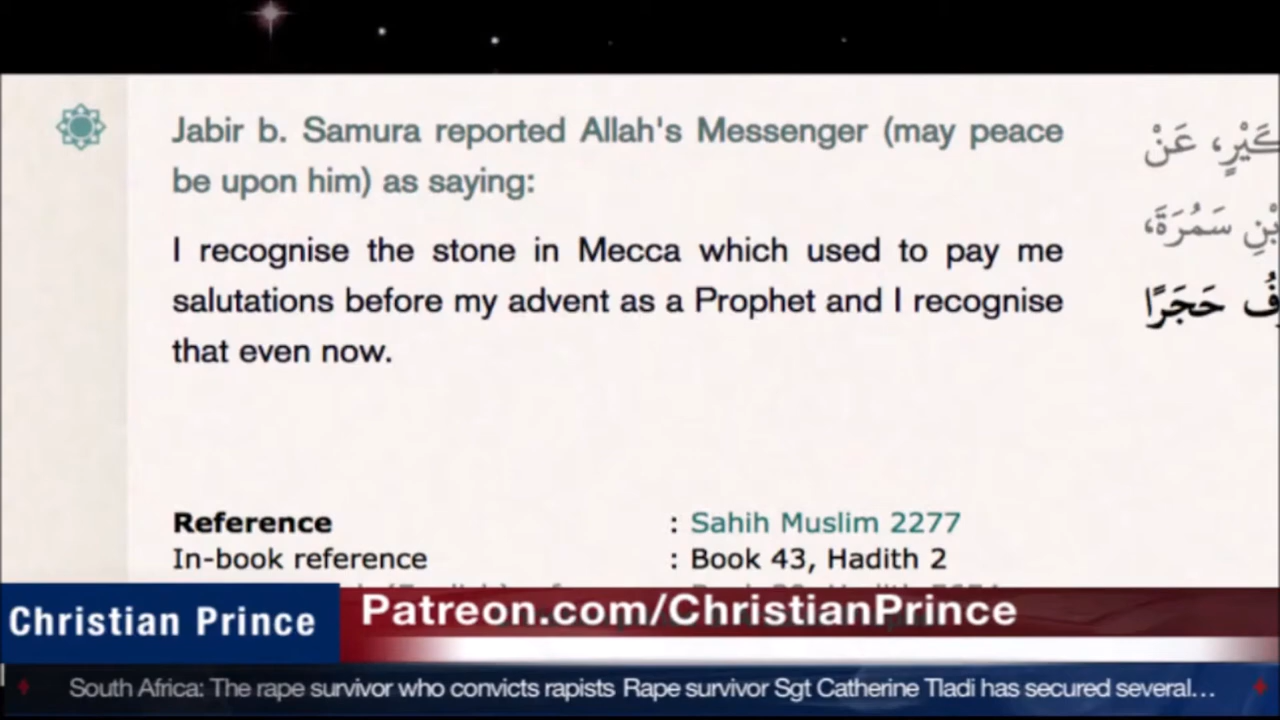 Jabir b. Samura reported Allah's Messenger (may peace
be upon him) as saying:
I recognise the stone in Mecca which used to pay me
salutations before my advent as a Prophet and I recognise
that even now.
عَنْ
سَمُرَةَ،
حَجَرًا
Reference : Sahih Muslim 2277
In-book reference : Book 43, Hadith 2
Christian Prince
Patreon.com/ChristianPrince
South Africa: The rape survivor who convicts rapists Rape survivor Sgt Catherine Tladi has secured several…